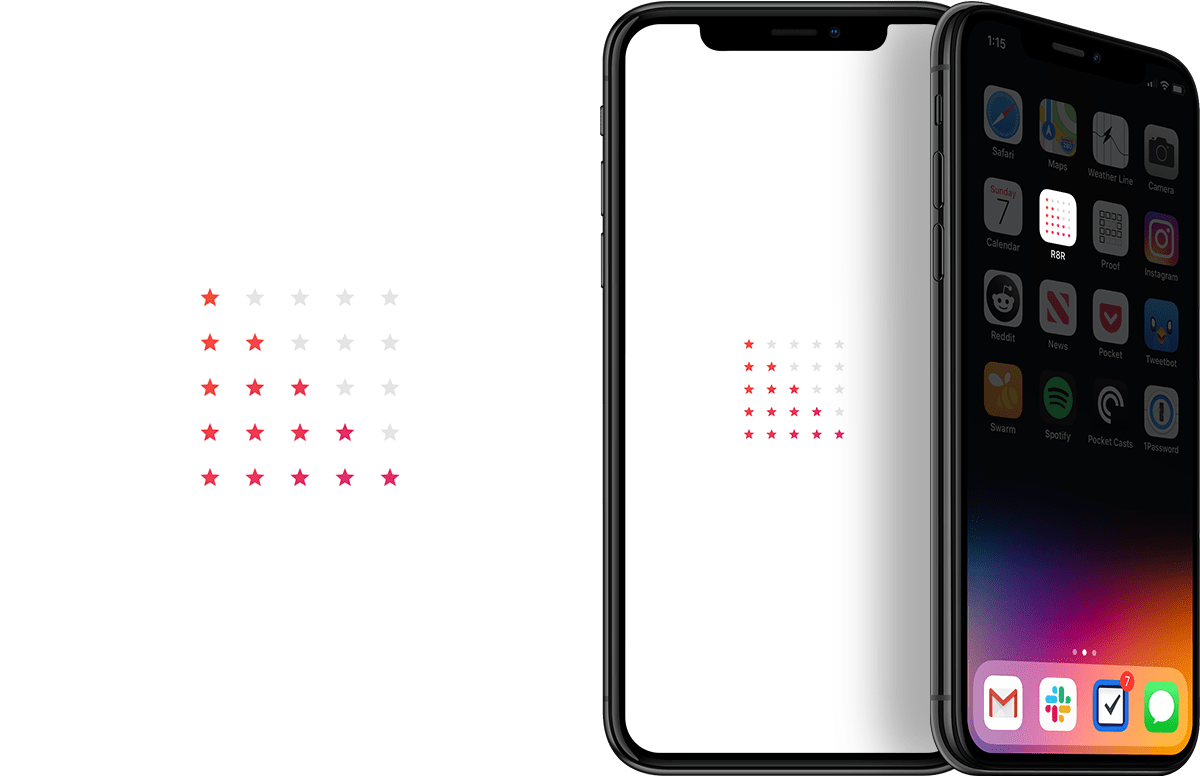 1:15
Safari
Maps
Weather Line
Camera
Sunday
7
Calendar
R8R
Proof
Instagram
Reddit
News
Pocket
Tweetbot
Swarm
Spotify
Pocket Casts
1Password
7